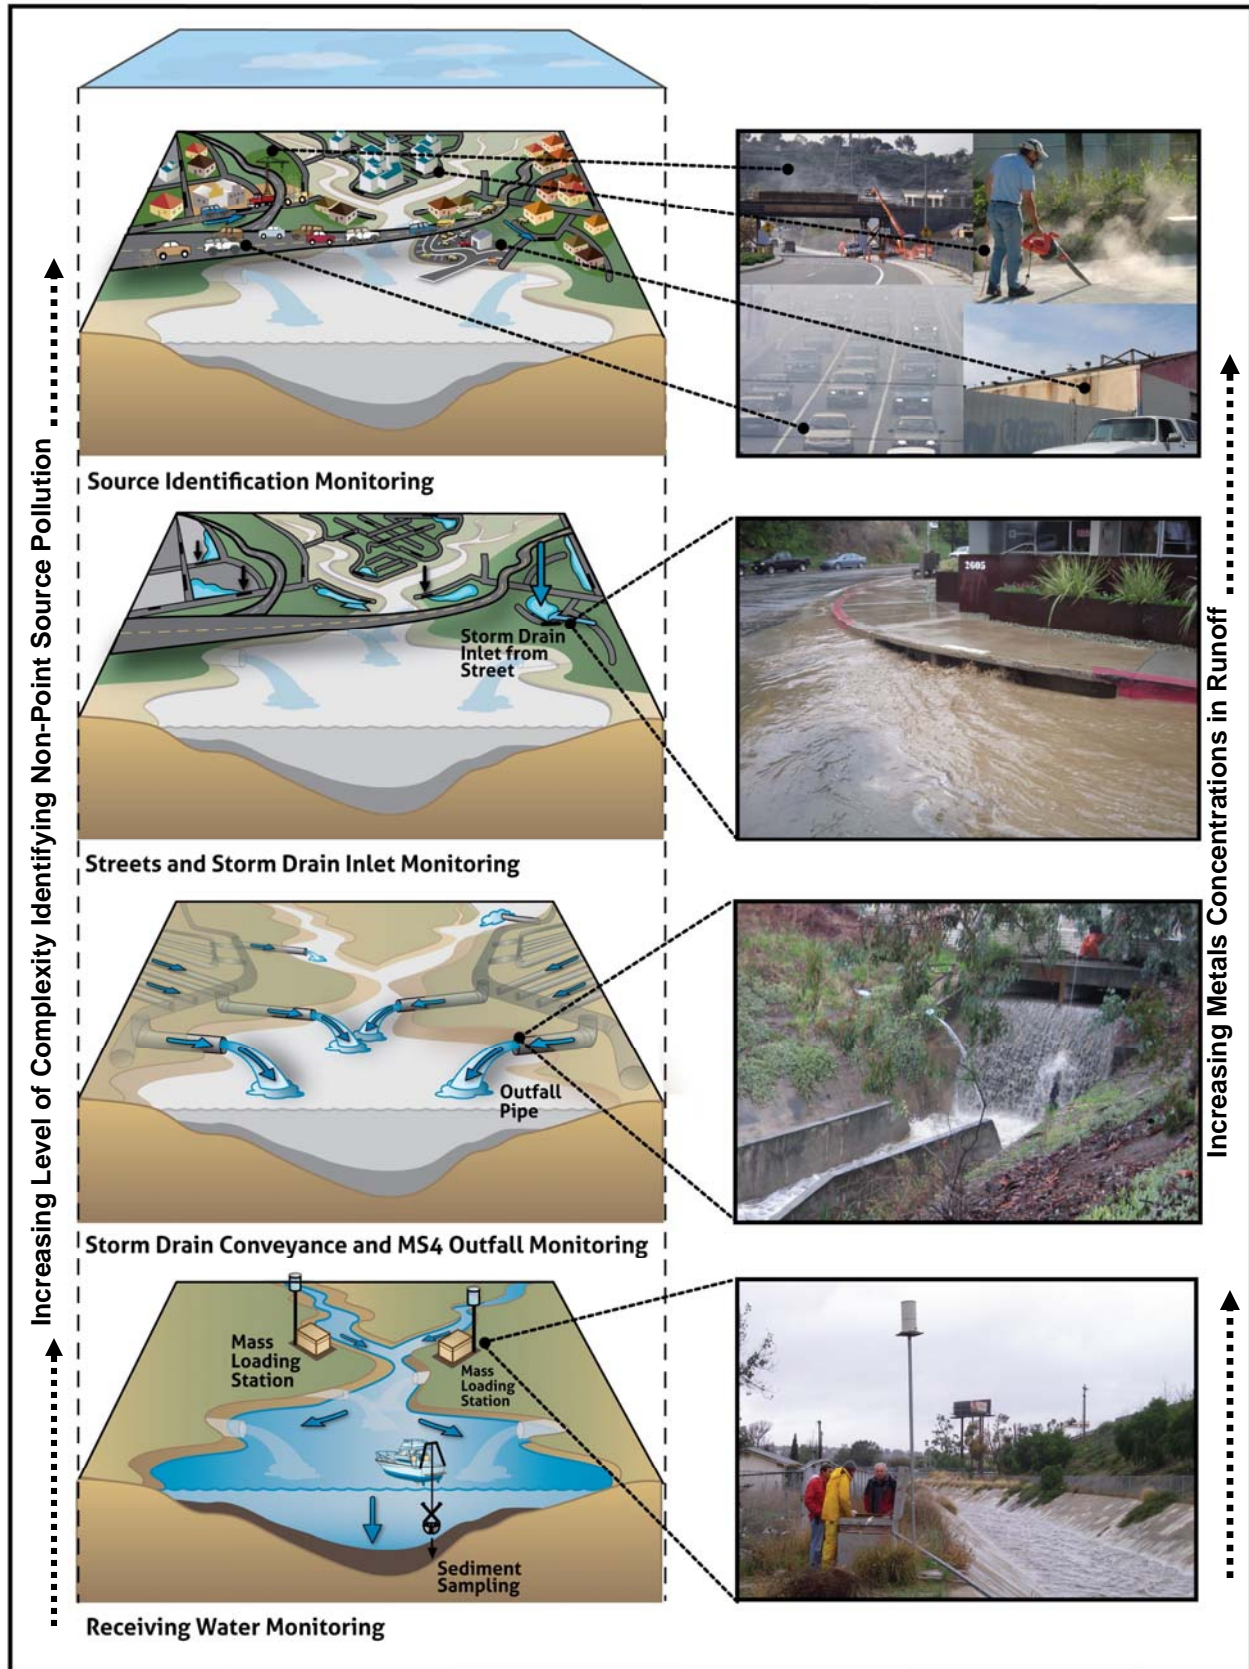 Increasing Level of Complexity Identifying Non-Point Source Pollution
Source Identification Monitoring
Storm Drain
Inlet from
Street
2605
Streets and Storm Drain Inlet Monitoring
Outfall
Pipe
Storm Drain Conveyance and MS4 Outfall Monitoring
Mass
Loading
Station
Mass
Loading
Station
Sediment
Sampling
Receiving Water Monitoring
Increasing Metals Concentrations in Runoff